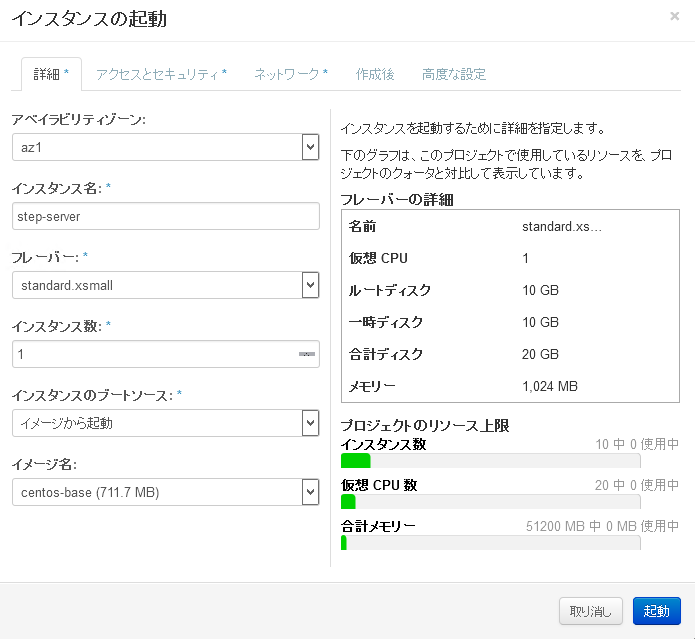 インスタンスの起動
×
詳細 *
アクセスとセキュリティ *
ネットワーク *
作成後
高度な設定
アベイラビリティゾーン:
az1
インスタンス名: *
step-server
フレーバー: *
standard.xsmall
インスタンス数: *
1
インスタンスのブートソース: *
イメージから起動
イメージ名:
centos-base (711.7 MB)
インスタンスを起動するために詳細を指定します。
下のグラフは、このプロジェクトで使用しているリソースを、プロ
ジェクトのクォータと対比して表示しています。
フレーバーの詳細
名前 standard.xs...
仮想 CPU 1
ルートディスク 10 GB
一時ディスク 10 GB
合計ディスク 20 GB
メモリー 1,024 MB
プロジェクトのリソース上限
インスタンス数 10 中 0 使用中
仮想 CPU 数 20 中 0 使用中
合計メモリー 51200 MB 中 0 MB 使用中
取り消し
起動